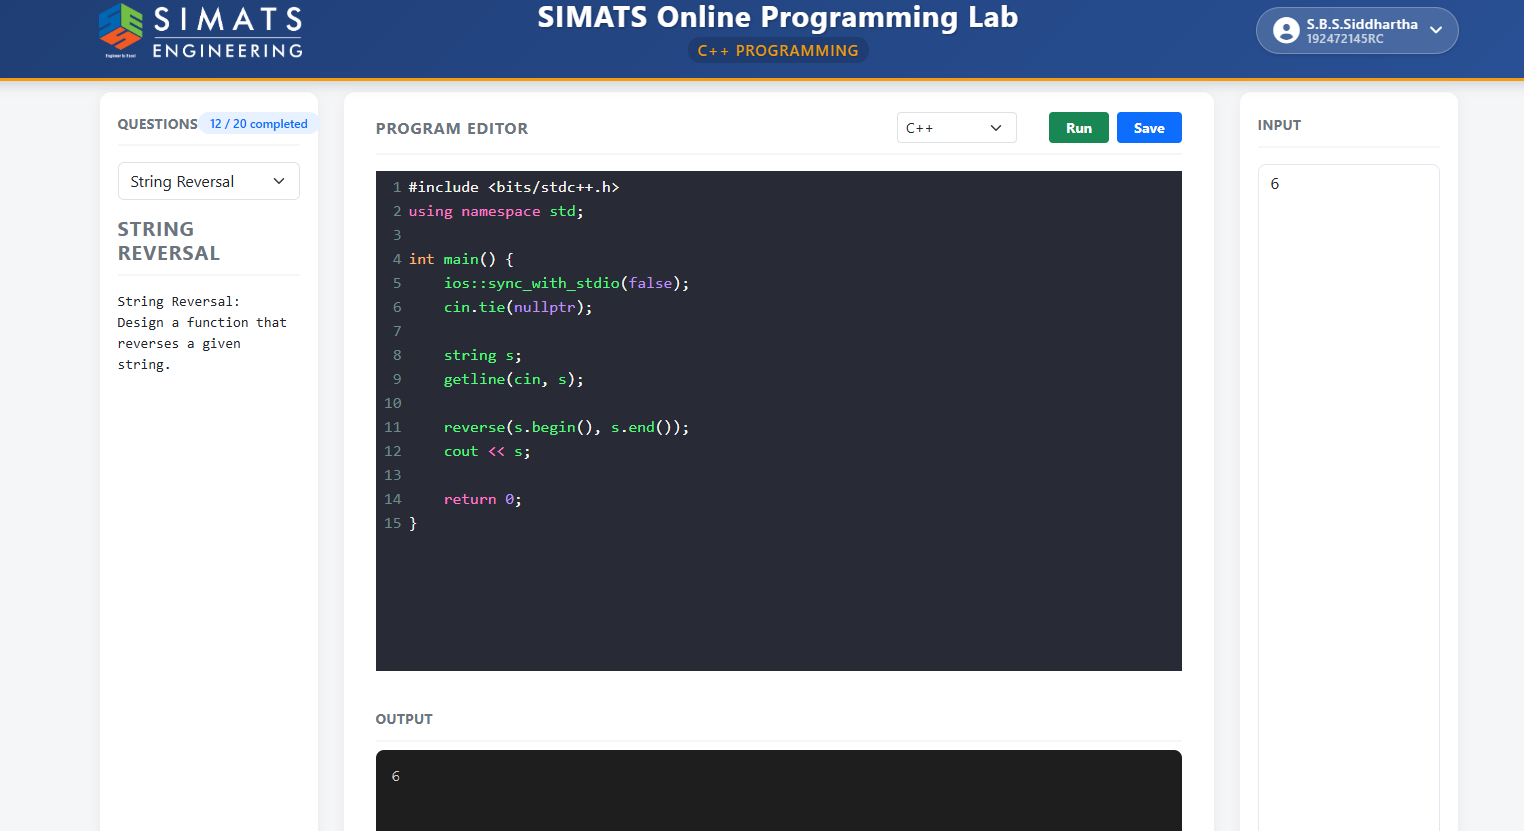 SIMATS
ENGINEERING
Engineer to Excel
SIMATS Online Programming Lab
C++ PROGRAMMING
S.B.S.Siddhartha
192472145RC
QUESTIONS 12 / 20 completed
String Reversal
STRING
REVERSAL
String Reversal:
Design a function that
reverses a given
string.
PROGRAM EDITOR
C++
Run
Save
1 #include <bits/stdc++.h>
2 using namespace std;
3
4 int main() {
5     ios::sync_with_stdio(false);
6     cin.tie(nullptr);
7
8     string s;
9     getline(cin, s);
10
11     reverse(s.begin(), s.end());
12     cout << s;
13
14     return 0;
15 }
OUTPUT
6
INPUT
6